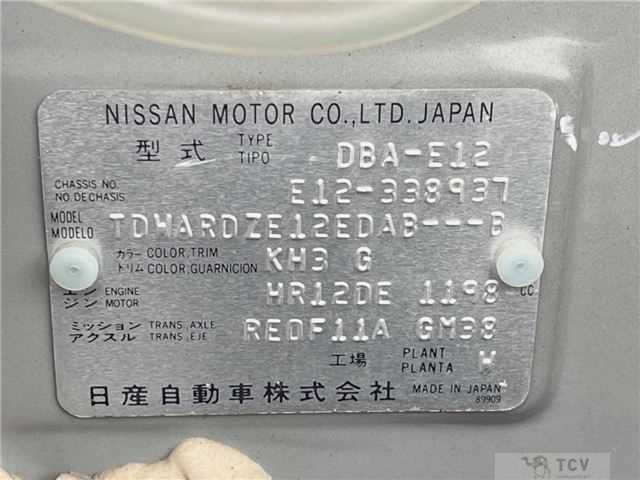 NISSAN MOTOR CO.,LTD. JAPAN
型式 TYPE TIPO DBA-E12
CHASSIS NO. NO. DE CHASIS E12-338937
MODEL MODELO TDWARDZE12EDAB---B
カラー トリム COLOR, TRIM COLOR, GUARNICION KH3 G
エンジン ENGINE MOTOR HR12DE 1198 CC
ミッション アクスル TRANS. AXLE TRANS. EJE RE0F11A GM38
工場 PLANT PLANTA W
日産自動車株式会社 MADE IN JAPAN
89909
TCV